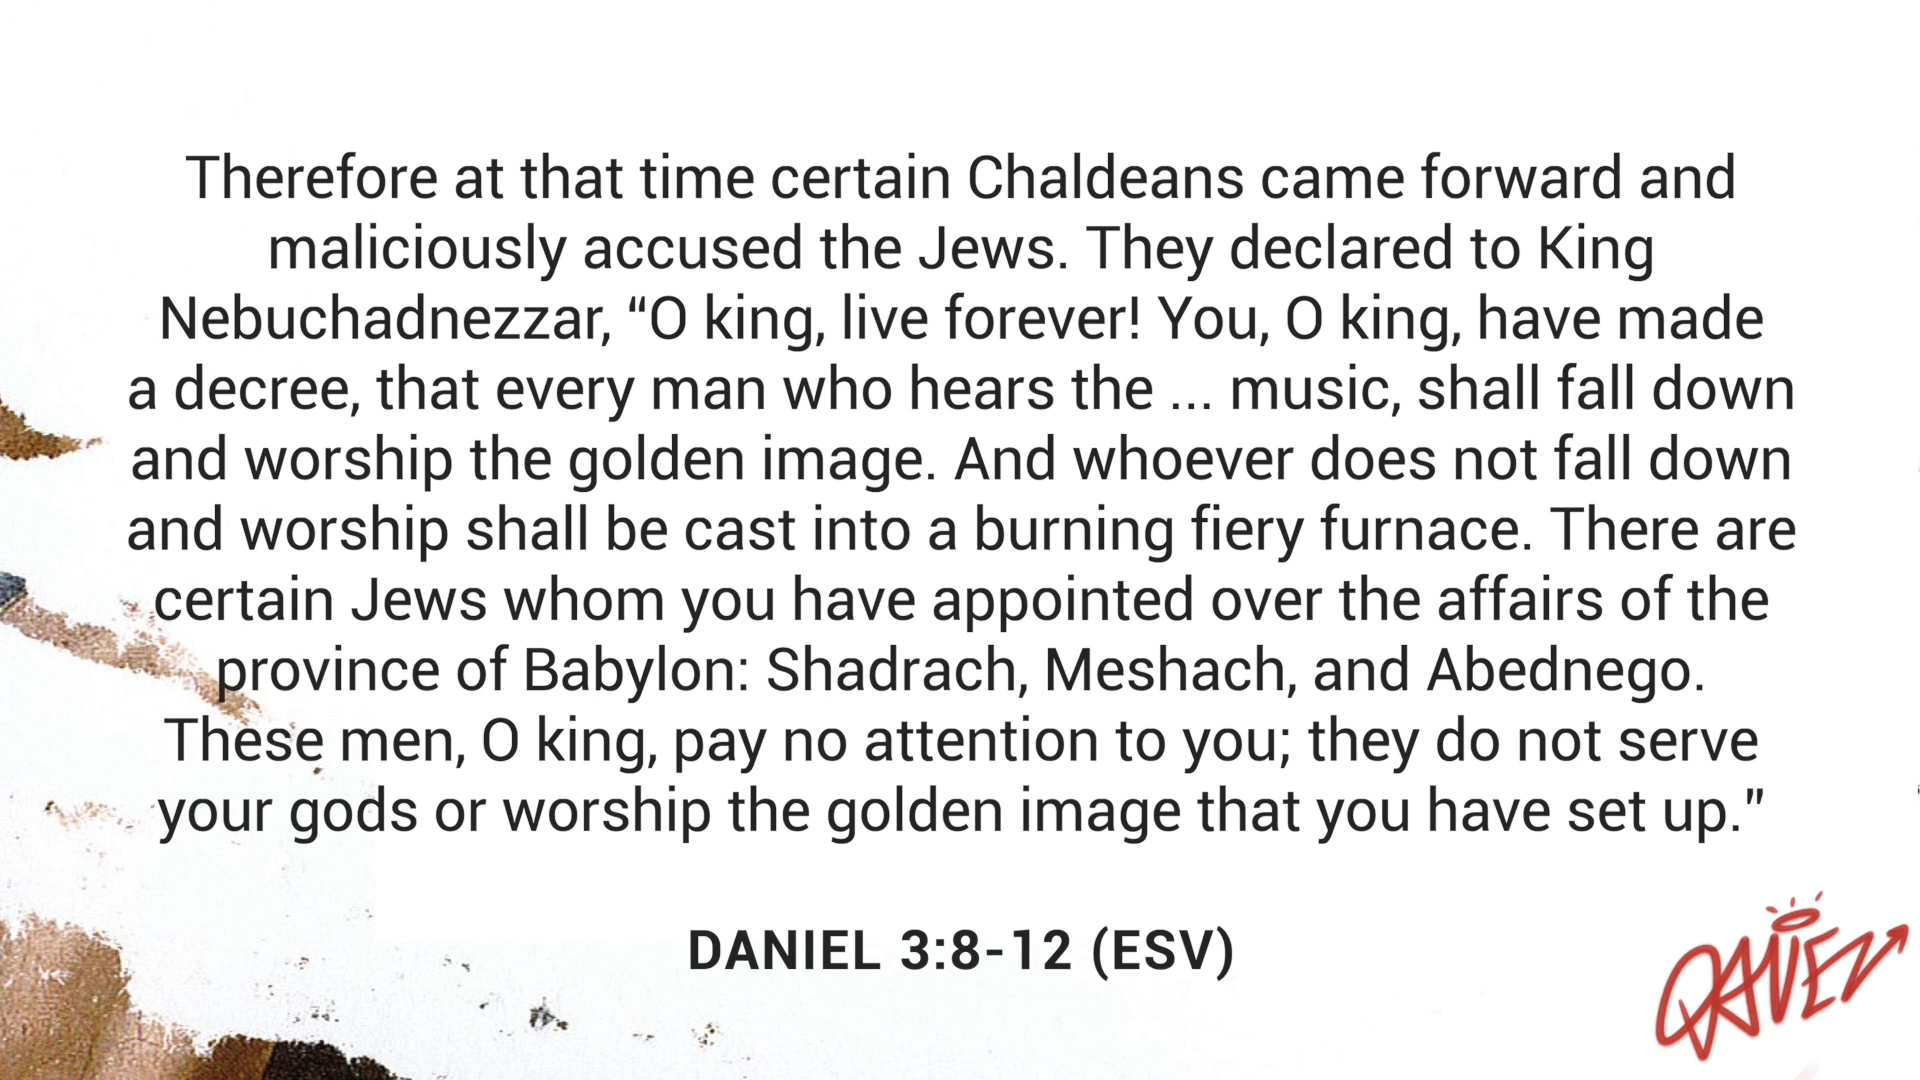 Therefore at that time certain Chaldeans came forward and
maliciously accused the Jews. They declared to King
Nebuchadnezzar, “O king, live forever! You, O king, have made
a decree, that every man who hears the ... music, shall fall down
and worship the golden image. And whoever does not fall down
and worship shall be cast into a burning fiery furnace. There are
certain Jews whom you have appointed over the affairs of the
province of Babylon: Shadrach, Meshach, and Abednego.
These men, O king, pay no attention to you; they do not serve
your gods or worship the golden image that you have set up.”
DANIEL 3:8-12 (ESV)